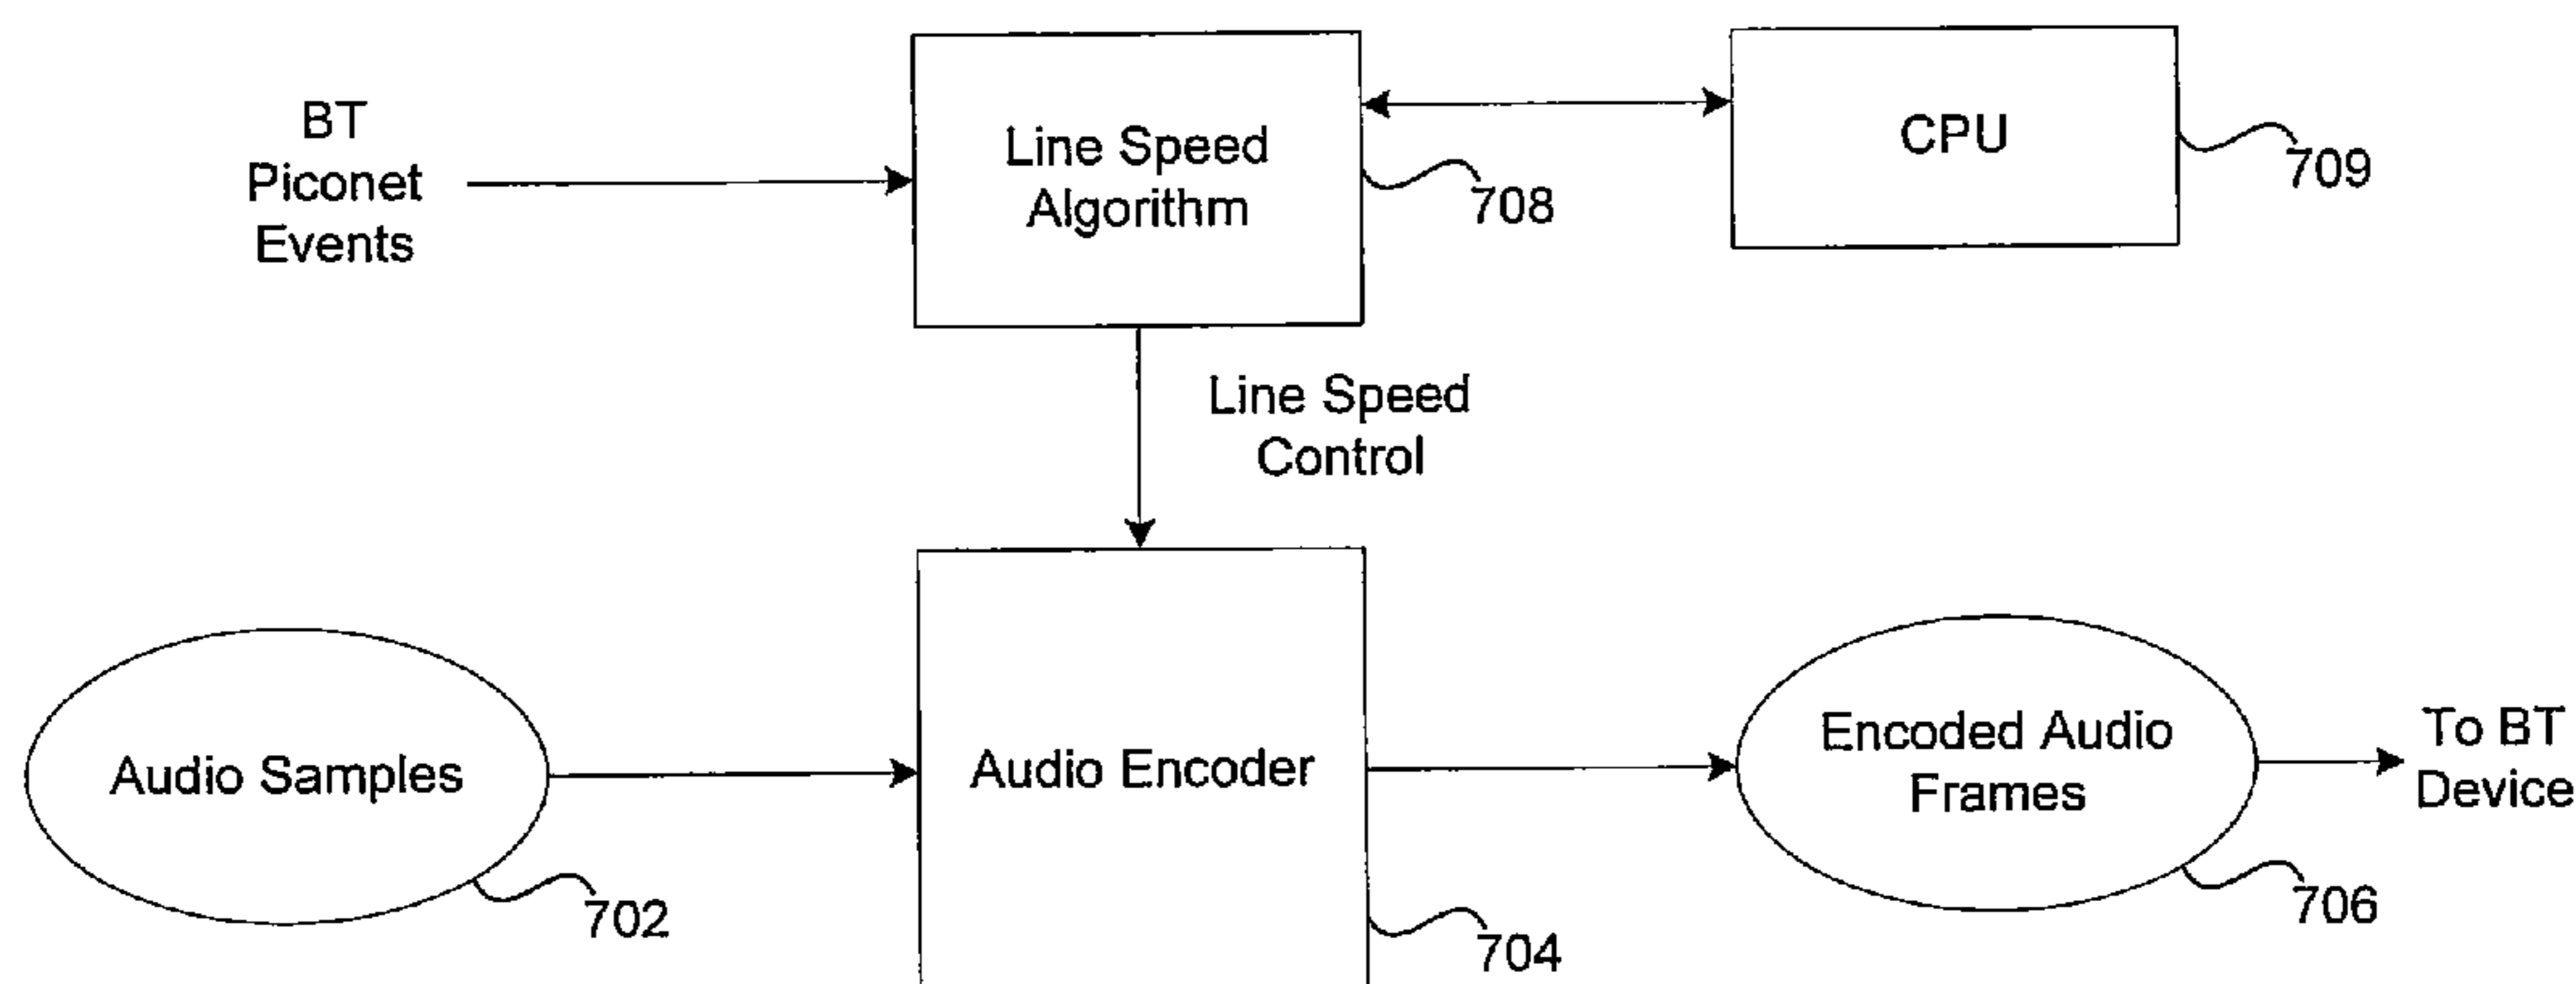 BT
Piconet
Events
Line Speed
Algorithm
708
CPU
709
Line Speed
Control
Audio Samples
702
Audio Encoder
704
Encoded Audio
Frames
706
To BT
Device